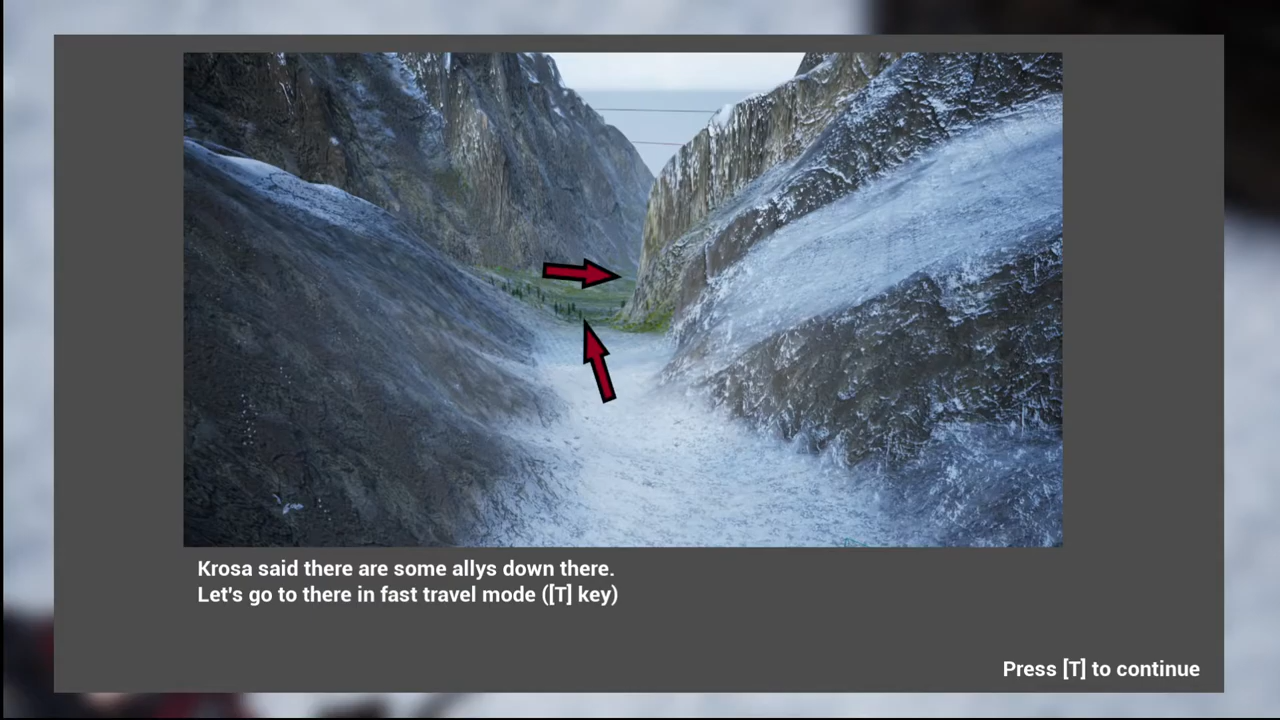 Krosa said there are some allys down there.
Let's go to there in fast travel mode ([T] key)
Press [T] to continue